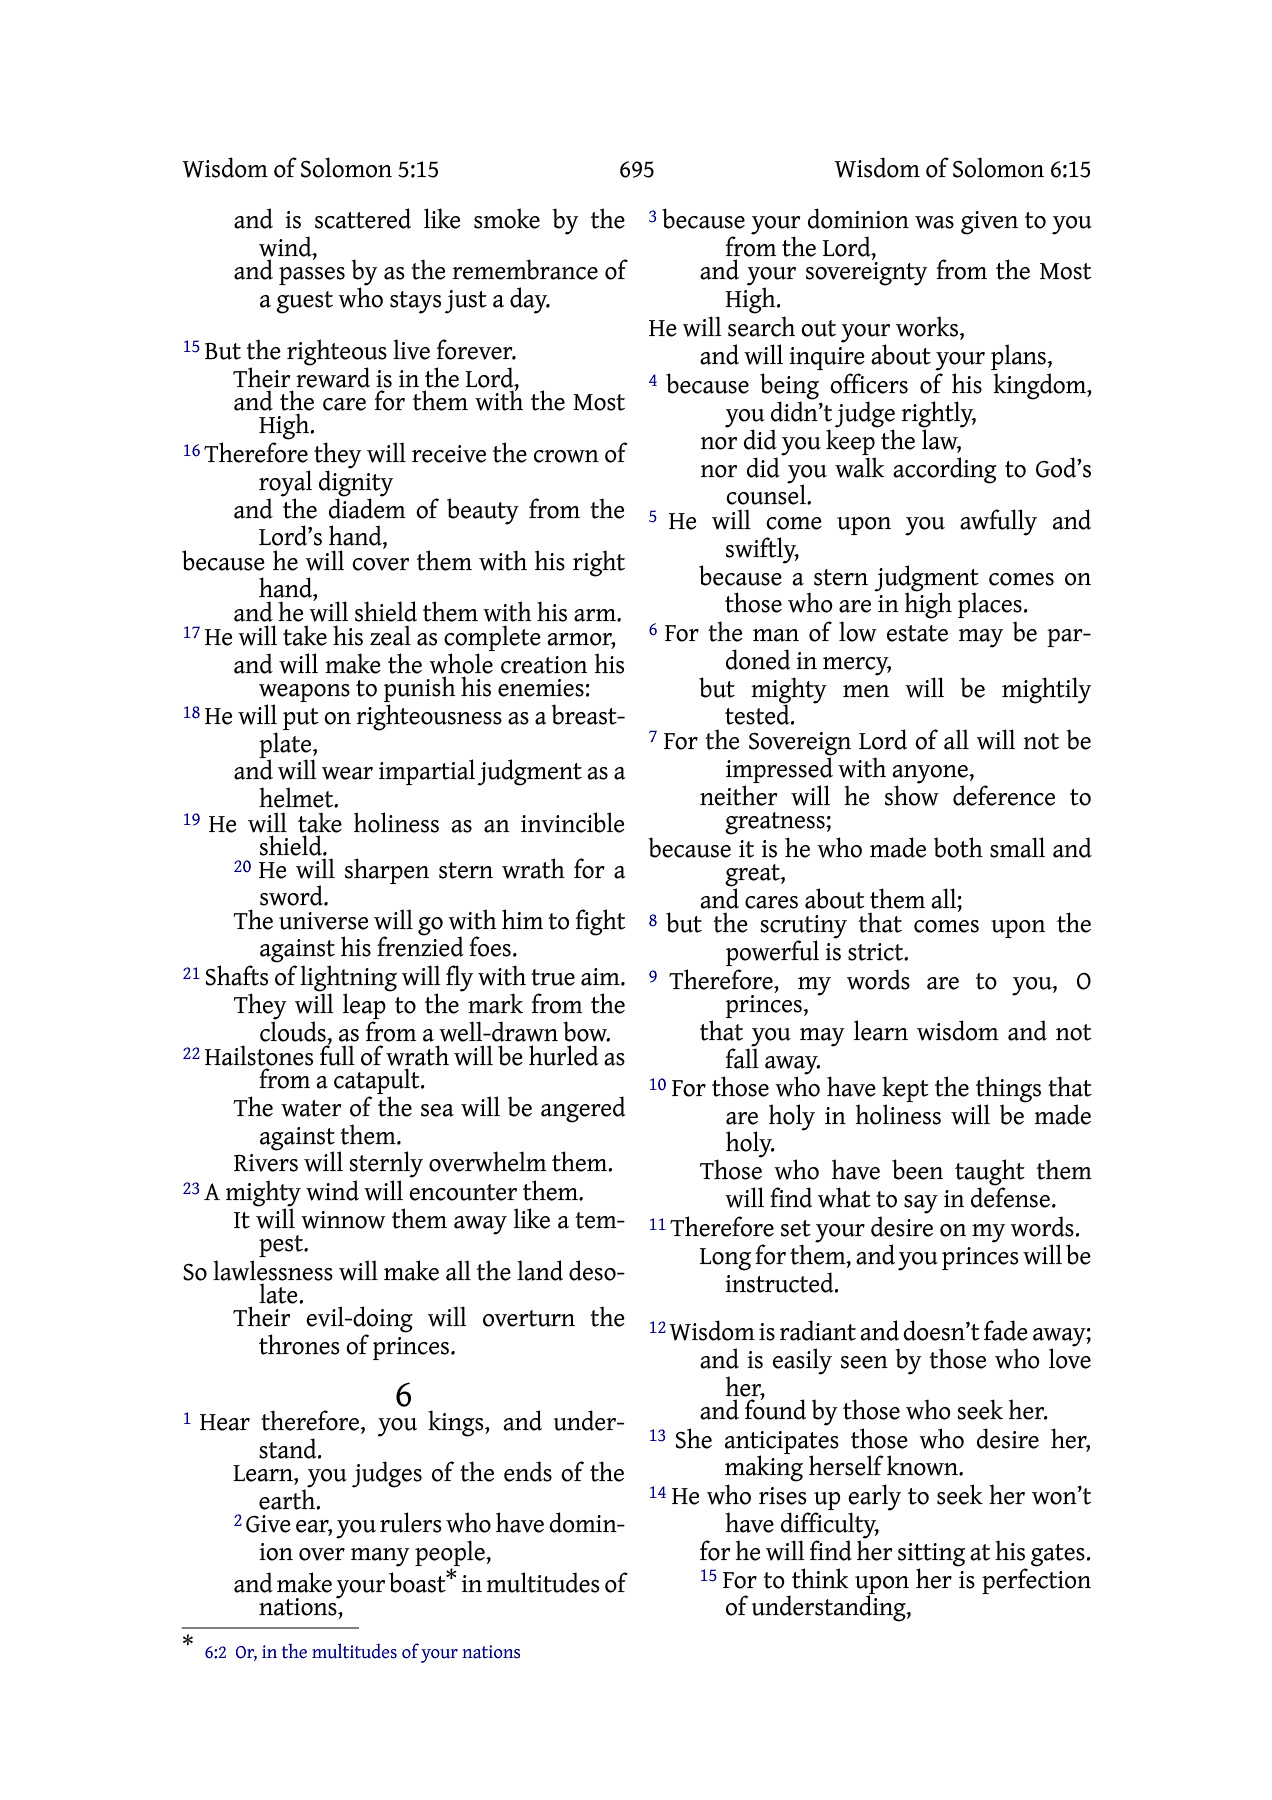 Wisdom of Solomon 5:15 695 Wisdom of Solomon 6:15
and is scattered like smoke by the
wind,
and passes by as the remembrance of
a guest who stays just a day.
15 But the righteous live forever.
Their reward is in the Lord,
and the care for them with the Most
High.
16 Therefore they will receive the crown of
royal dignity
and the diadem of beauty from the
Lord’s hand,
because he will cover them with his right
hand,
and he will shield them with his arm.
17 He will take his zeal as complete armor,
and will make the whole creation his
weapons to punish his enemies:
18 He will put on righteousness as a breast-
plate,
and will wear impartial judgment as a
helmet.
19 He will take holiness as an invincible
shield.
20 He will sharpen stern wrath for a
sword.
The universe will go with him to fight
against his frenzied foes.
21 Shafts of lightning will fly with true aim.
They will leap to the mark from the
clouds, as from a well-drawn bow.
22 Hailstones full of wrath will be hurled as
from a catapult.
The water of the sea will be angered
against them.
Rivers will sternly overwhelm them.
23 A mighty wind will encounter them.
It will winnow them away like a tem-
pest.
So lawlessness will make all the land deso-
late.
Their evil-doing will overturn the
thrones of princes.
6
1 Hear therefore, you kings, and under-
stand.
Learn, you judges of the ends of the
earth.
2 Give ear, you rulers who have domin-
ion over many people,
and make your boast* in multitudes of
nations,
3 because your dominion was given to you
from the Lord,
and your sovereignty from the Most
High.
He will search out your works,
and will inquire about your plans,
4 because being officers of his kingdom,
you didn’t judge rightly,
nor did you keep the law,
nor did you walk according to God’s
counsel.
5 He will come upon you awfully and
swiftly,
because a stern judgment comes on
those who are in high places.
6 For the man of low estate may be par-
doned in mercy,
but mighty men will be mightily
tested.
7 For the Sovereign Lord of all will not be
impressed with anyone,
neither will he show deference to
greatness;
because it is he who made both small and
great,
and cares about them all;
8 but the scrutiny that comes upon the
powerful is strict.
9 Therefore, my words are to you, O
princes,
that you may learn wisdom and not
fall away.
10 For those who have kept the things that
are holy in holiness will be made
holy.
Those who have been taught them
will find what to say in defense.
11 Therefore set your desire on my words.
Long for them, and you princes will be
instructed.
12 Wisdom is radiant and doesn’t fade away;
and is easily seen by those who love
her,
and found by those who seek her.
13 She anticipates those who desire her,
making herself known.
14 He who rises up early to seek her won’t
have difficulty,
for he will find her sitting at his gates.
15 For to think upon her is perfection
of understanding,
* 6:2 Or, in the multitudes of your nations